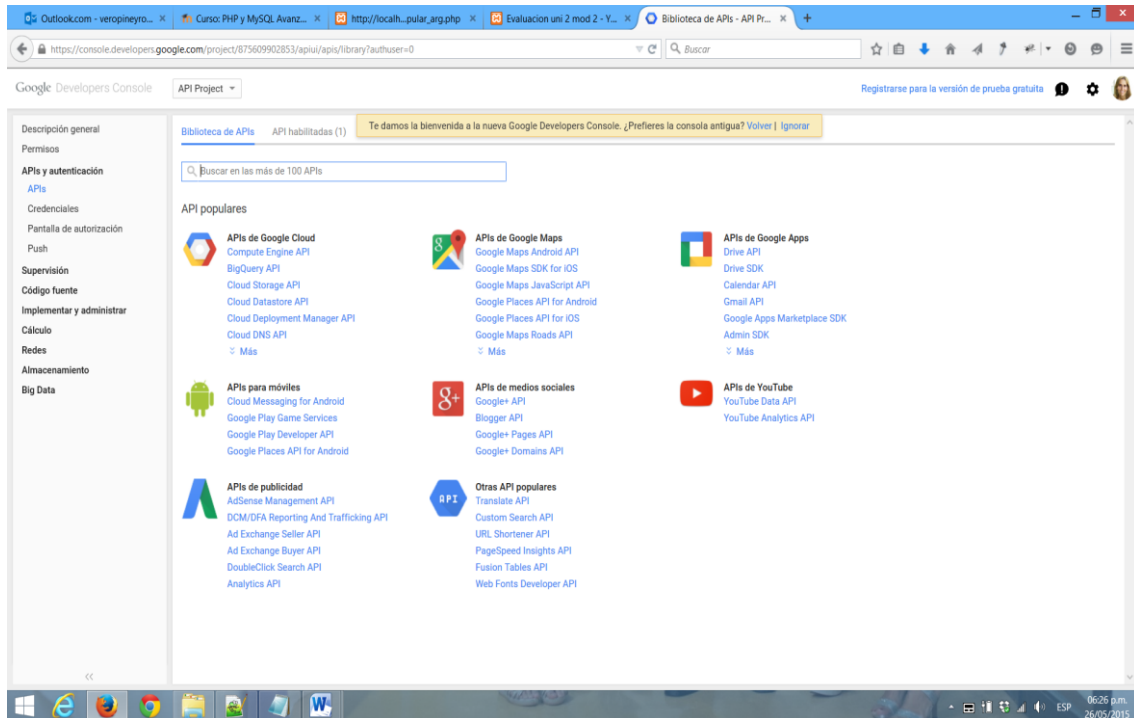 Outlook.com - veropineyro... × Curso: PHP y MySQL Avanz... × http://localh...pular_arg.php × Evaluacion uni 2 mod 2 - Y... × Biblioteca de APIs - API Pr... × +
https://console.developers.google.com/project/875609902853/apiui/apis/library?authuser=0 Buscar
Google Developers Console API Project Registrarse para la versión de prueba gratuita
Te damos la bienvenida a la nueva Google Developers Console. ¿Prefieres la consola antigua? Volver | Ignorar
Descripción general
Permisos
APIs y autenticación
APIs
Credenciales
Pantalla de autorización
Push
Supervisión
Código fuente
Implementar y administrar
Cálculo
Redes
Almacenamiento
Big Data
<<
Biblioteca de APIs API habilitadas (1)
Buscar en las más de 100 APIs
API populares
APIs de Google Cloud
Compute Engine API
BigQuery API
Cloud Storage API
Cloud Datastore API
Cloud Deployment Manager API
Cloud DNS API
Más
APIs de Google Maps
Google Maps Android API
Google Maps SDK for iOS
Google Maps JavaScript API
Google Places API for Android
Google Places API for iOS
Google Maps Roads API
Más
APIs de Google Apps
Drive API
Drive SDK
Calendar API
Gmail API
Google Apps Marketplace SDK
Admin SDK
Más
APIs para móviles
Cloud Messaging for Android
Google Play Game Services
Google Play Developer API
Google Places API for Android
APIs de medios sociales
Google+ API
Blogger API
Google+ Pages API
Google+ Domains API
APIs de YouTube
YouTube Data API
YouTube Analytics API
APIs de publicidad
AdSense Management API
DCM/DFA Reporting And Trafficking API
Ad Exchange Seller API
Ad Exchange Buyer API
DoubleClick Search API
Analytics API
API
Otras API populares
Translate API
Custom Search API
URL Shortener API
PageSpeed Insights API
Fusion Tables API
Web Fonts Developer API
ESP
06:26 p.m.
26/05/2015